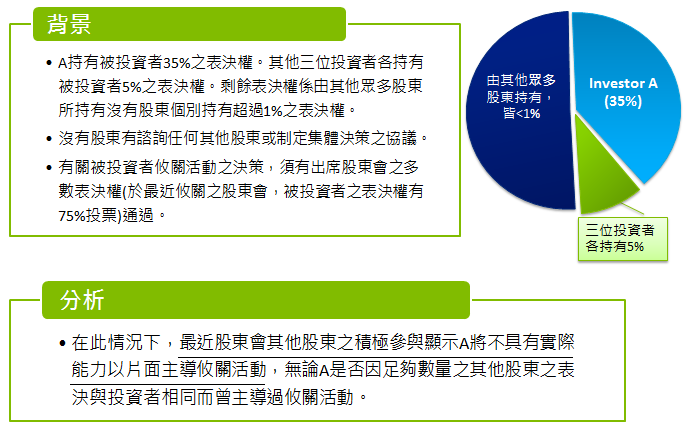 背景
• A持有被投資者35%之表決權。其他三位投資者各持有
被投資者5%之表決權。剩餘表決權係由其他眾多股東
所持有沒有股東個別持有超過1%之表決權。
• 沒有股東有諮詢任何其他股東或制定集體決策之協議。
• 有關被投資者攸關活動之決策，須有出席股東會之多
數表決權(於最近攸關之股東會，被投資者之表決權有
75%投票)通過。
由其他眾多
股東持有，
皆<1%
Investor A
(35%)
三位投資者
各持有5%
分析
• 在此情況下，最近股東會其他股東之積極參與顯示A將不具有實際
能力以片面主導攸關活動，無論A是否因足夠數量之其他股東之表
決與投資者相同而曾主導過攸關活動。